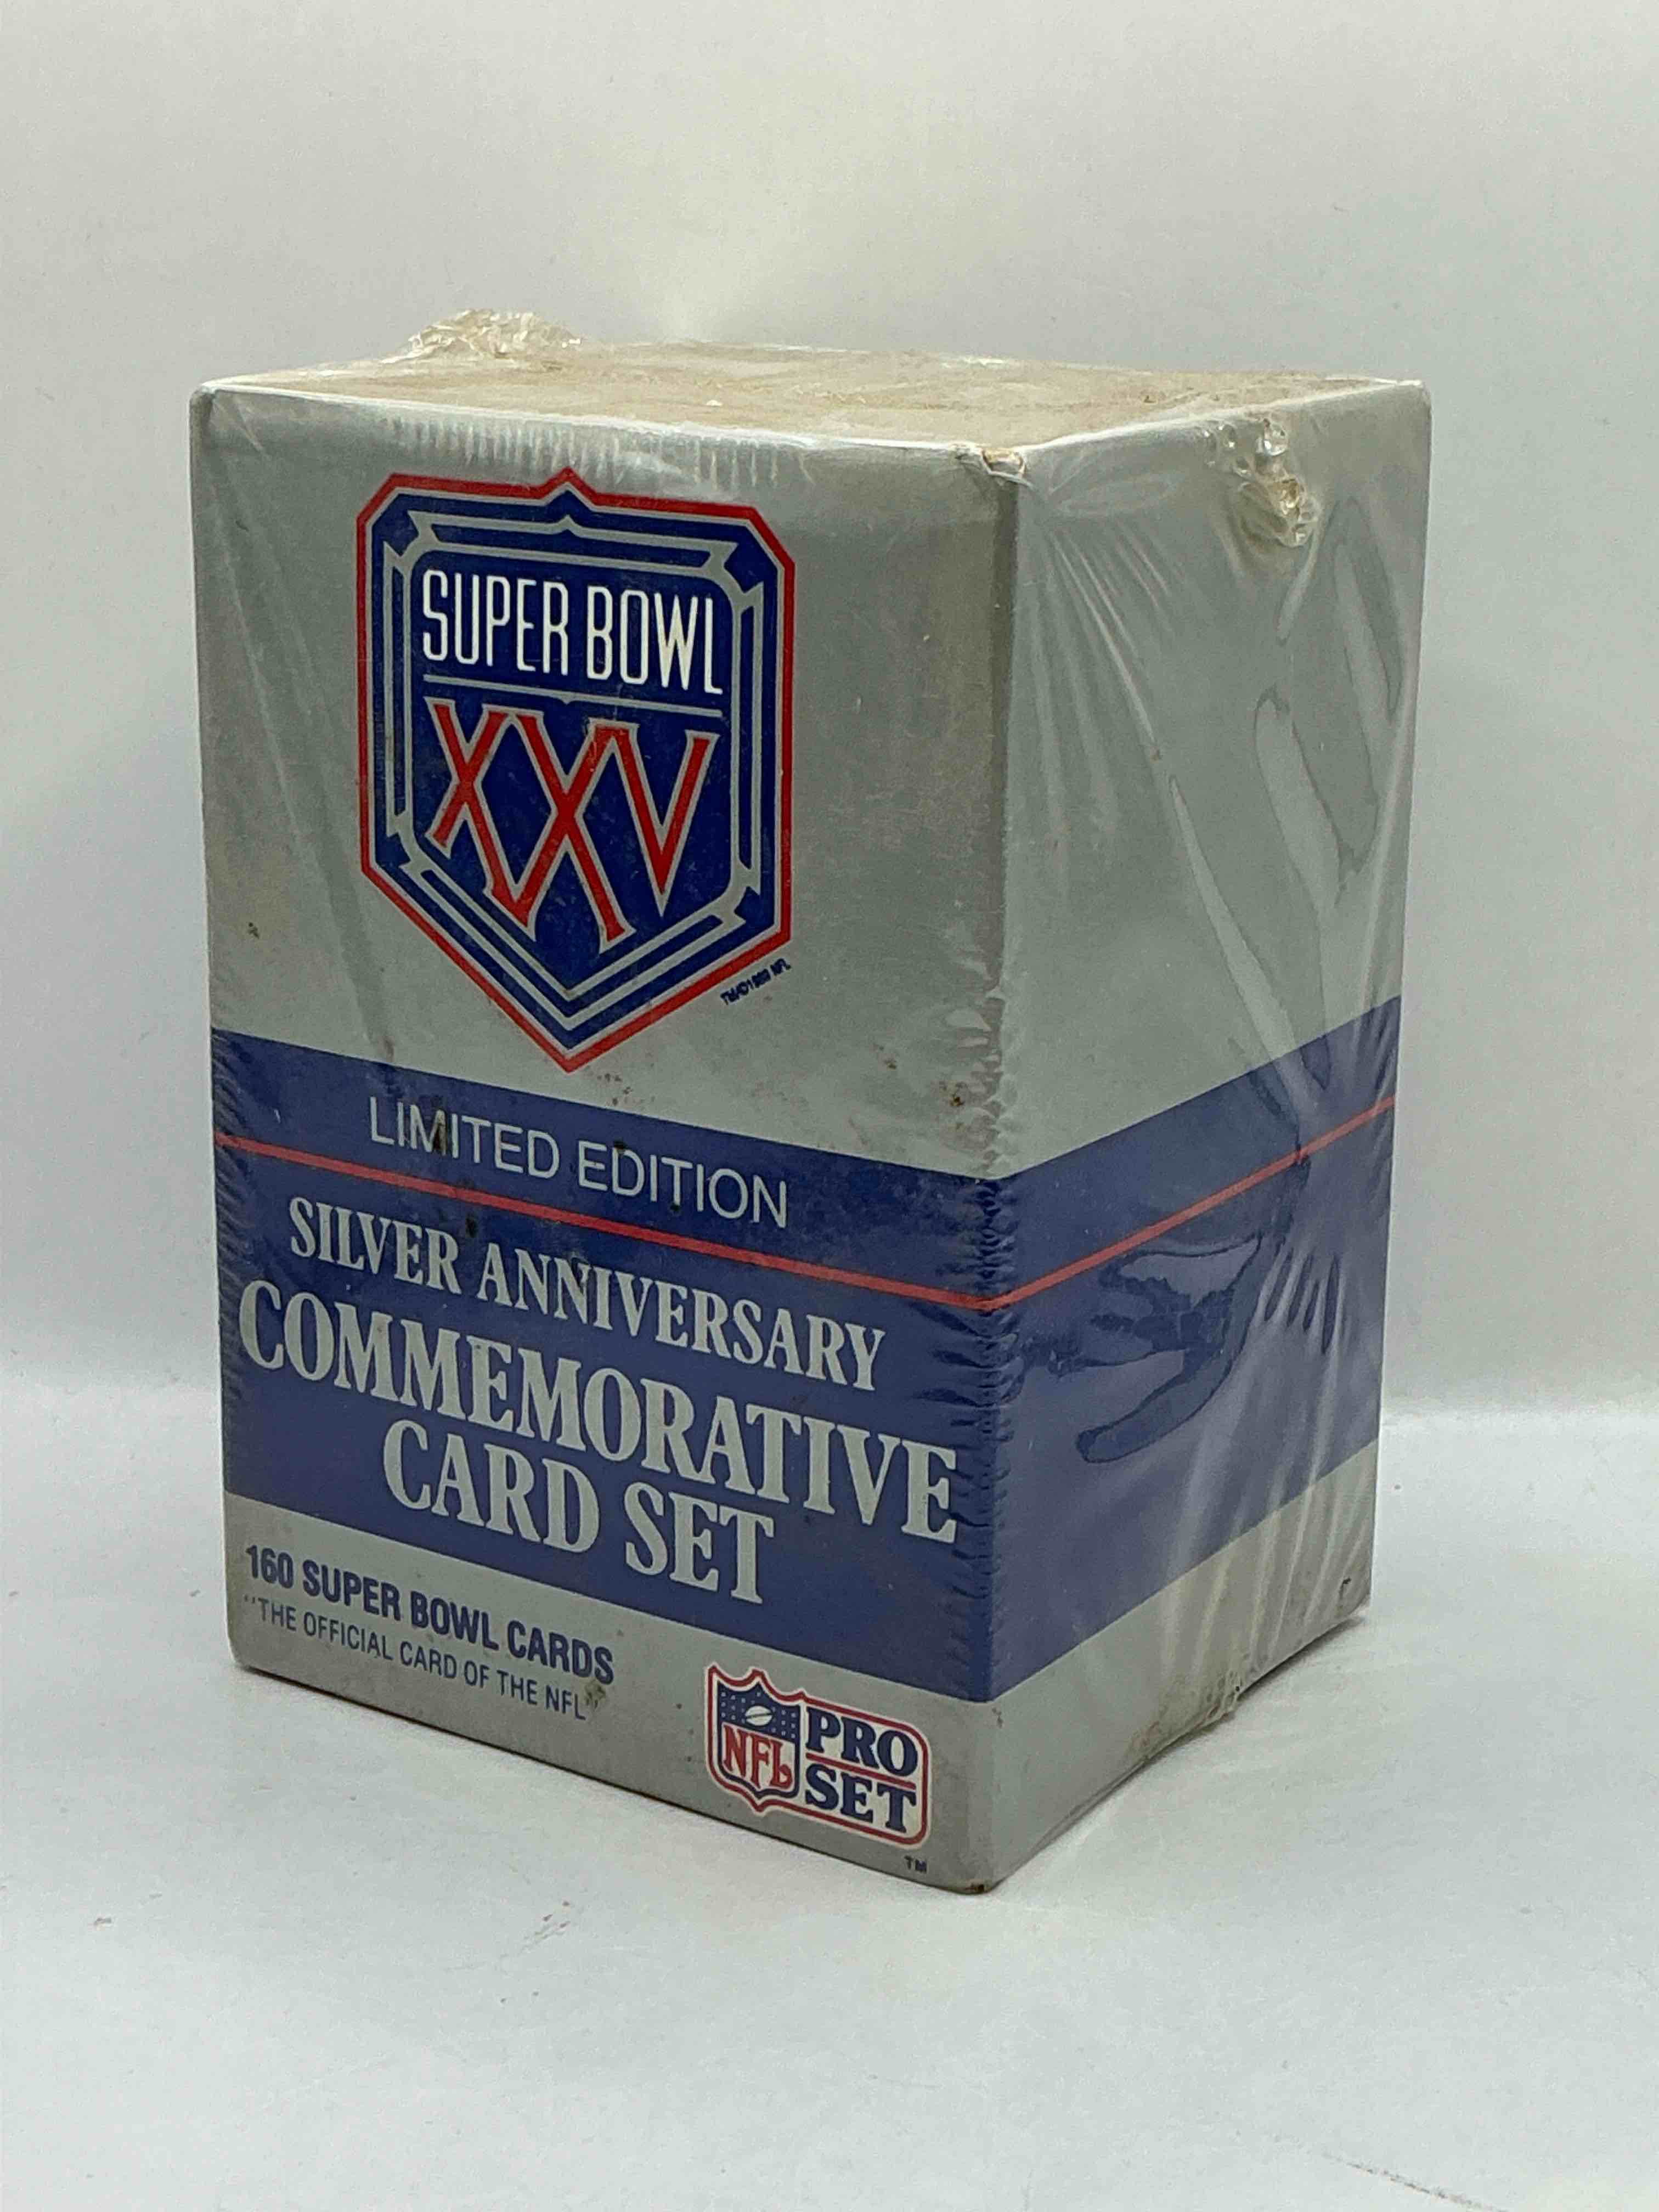 SUPER BOWL
XXV
LIMITED EDITION
SILVER ANNIVERSARY
COMMEMORATIVE
CARD SET
160 SUPER BOWL CARDS
"THE OFFICIAL CARD OF THE NFL"
NFL PRO
SET
TM